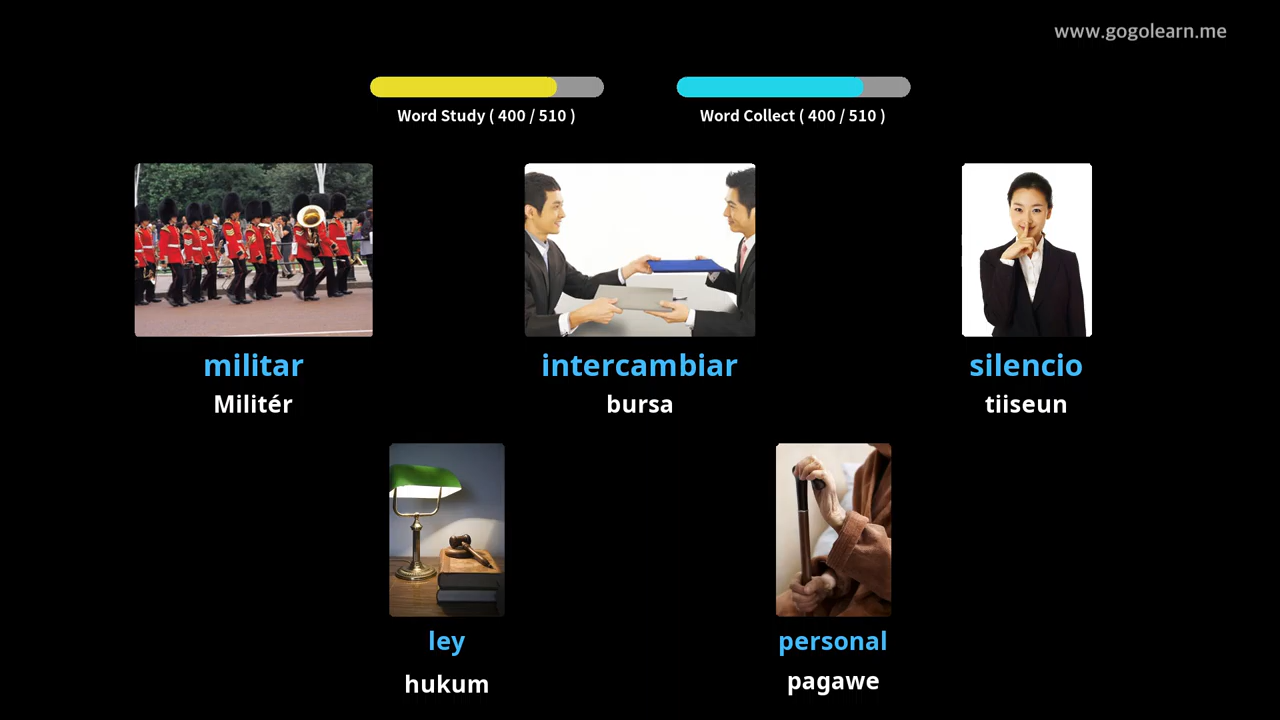 www.gogolearn.me
Word Study ( 400 / 510 )
Word Collect ( 400 / 510 )
militar
Militér
intercambiar
bursa
silencio
tiiseun
ley
hukum
personal
pagawe